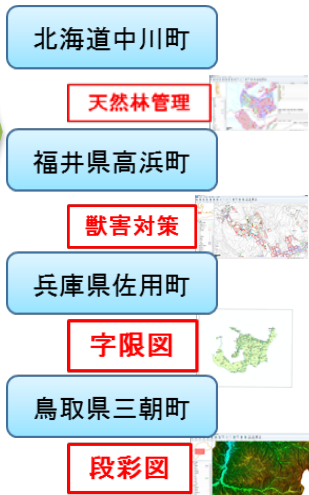 北海道中川町
天然林管理
福井県高浜町
獣害対策
兵庫県佐用町
字限図
鳥取県三朝町
段彩図